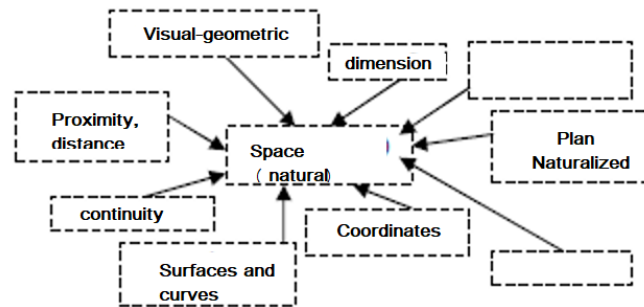 Visual-geometric
dimension
Proximity,
distance
Space
( natural)
Plan
Naturalized
continuity
Coordinates
Surfaces and
curves